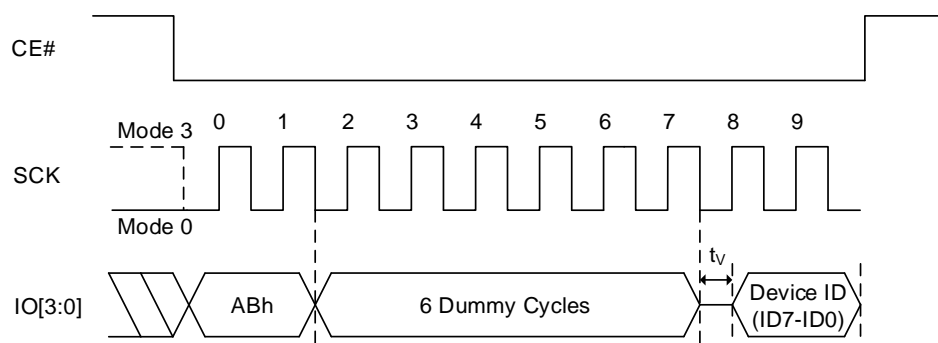 CE#
0 1 2 3 4 5 6 7 8 9
Mode 3
SCK
Mode 0
tV
IO[3:0]
ABh
6 Dummy Cycles
Device ID
(ID7-ID0)